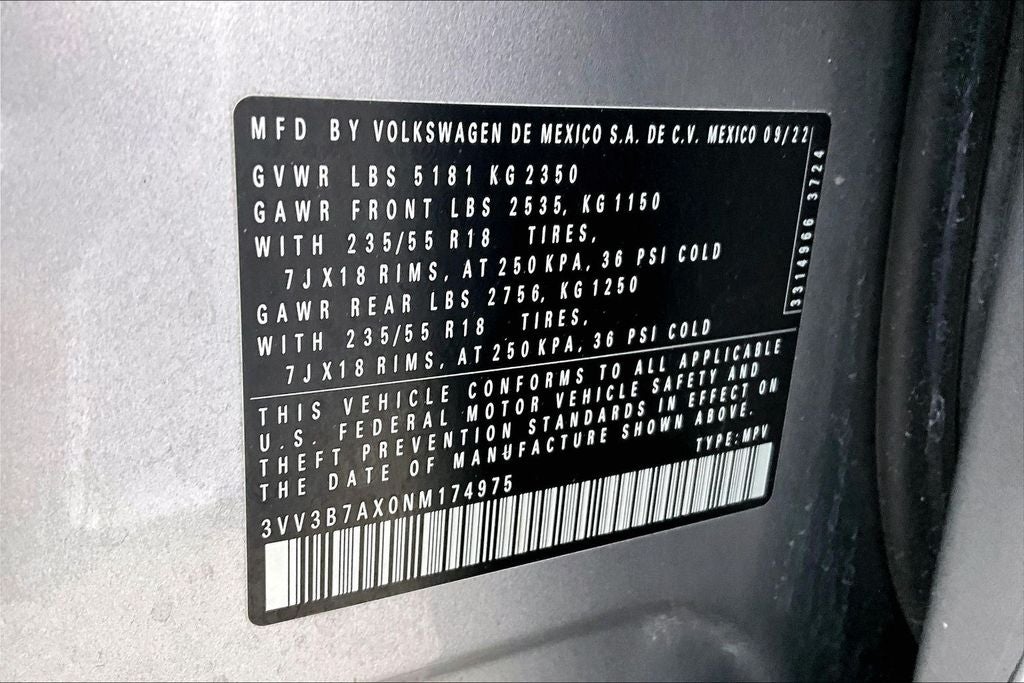 MFD BY VOLKSWAGEN DE MEXICO S.A. DE C.V. MEXICO 09/22
GVWR LBS 5181 KG 2350
GAWR FRONT LBS 2535, KG 1150
WITH 235/55 R18 TIRES,
7JX18 RIMS, AT 250 KPA, 36 PSI COLD
GAWR REAR LBS 2756, KG 1250
WITH 235/55 R18 TIRES,
7JX18 RIMS, AT 250 KPA, 36 PSI COLD
3314966 3724
THIS VEHICLE CONFORMS TO ALL APPLICABLE
U.S. FEDERAL MOTOR VEHICLE SAFETY AND
THEFT PREVENTION STANDARDS IN EFFECT ON
THE DATE OF MANUFACTURE SHOWN ABOVE.
TYPE: MPV
3VV3B7AX0NM174975